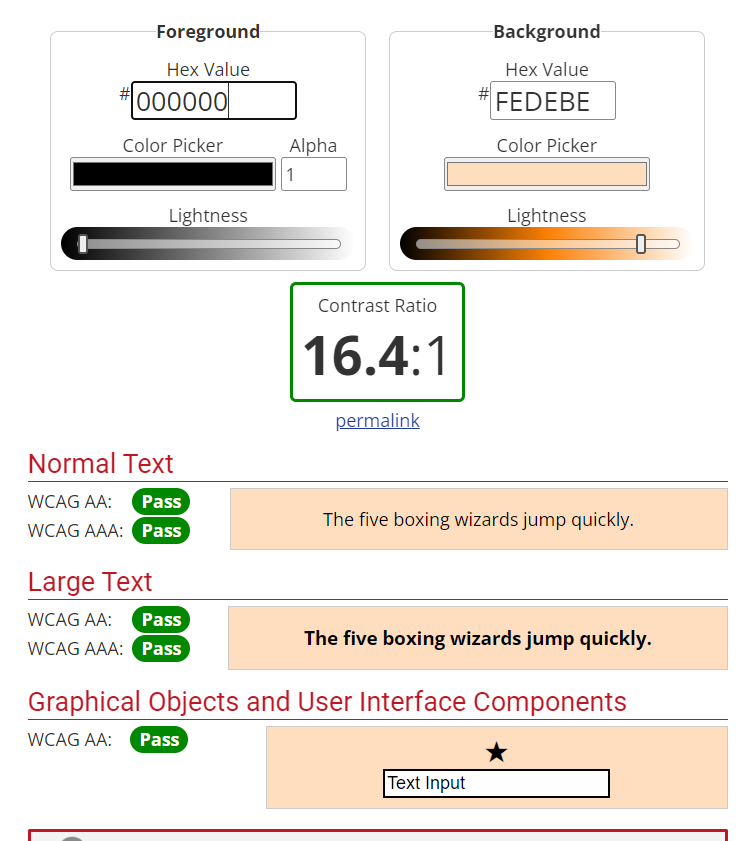 Foreground
Background
Hex Value
Hex Value
#000000
#FEDEBE
Color Picker
Alpha
Color Picker
1
Lightness
Lightness
Contrast Ratio
16.4:1
permalink
Normal Text
WCAG AA: Pass
WCAG AAA: Pass
The five boxing wizards jump quickly.
Large Text
WCAG AA: Pass
WCAG AAA: Pass
The five boxing wizards jump quickly.
Graphical Objects and User Interface Components
WCAG AA: Pass
Text Input